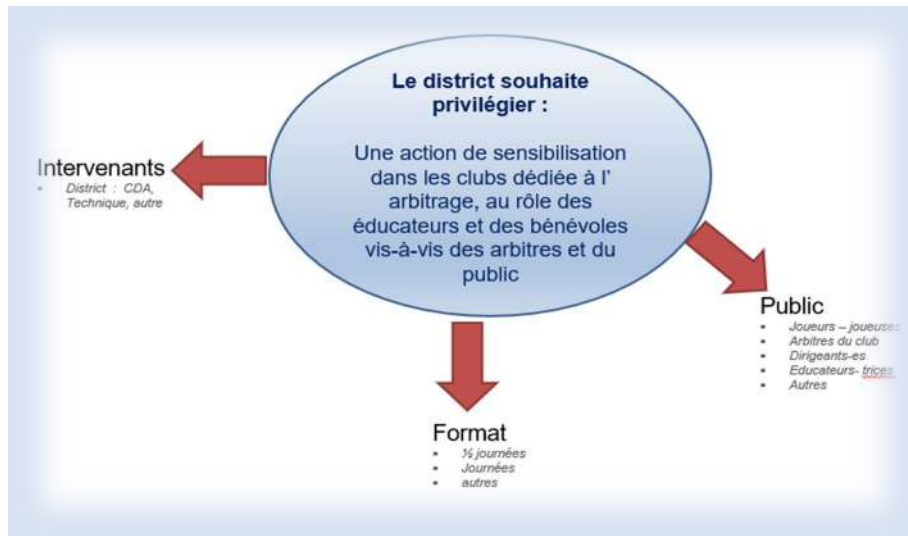 Le district souhaite
privilégier :
Une action de sensibilisation
dans les clubs dédiée à l'
arbitrage, au rôle des
éducateurs et des bénévoles
vis-à-vis des arbitres et du
public
Intervenants
▪ District : CDA,
Technique, autre
Public
▪ Joueurs – joueuses
▪ Arbitres du club
▪ Dirigeants-es
▪ Educateurs- trices
▪ Autres
Format
▪ ½ journées
▪ Journées
▪ autres